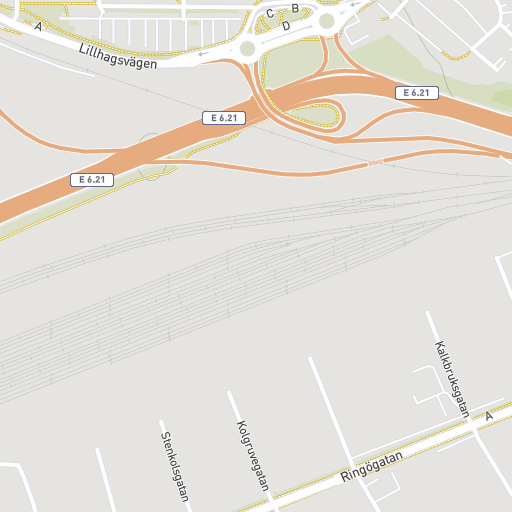 C B
A D
Lillhagsvägen
E 6.21
E 6.21
E 6.21
Kalkbruksgatan
A
Kolgruvegatan
Stenkolsgatan
Ringögatan